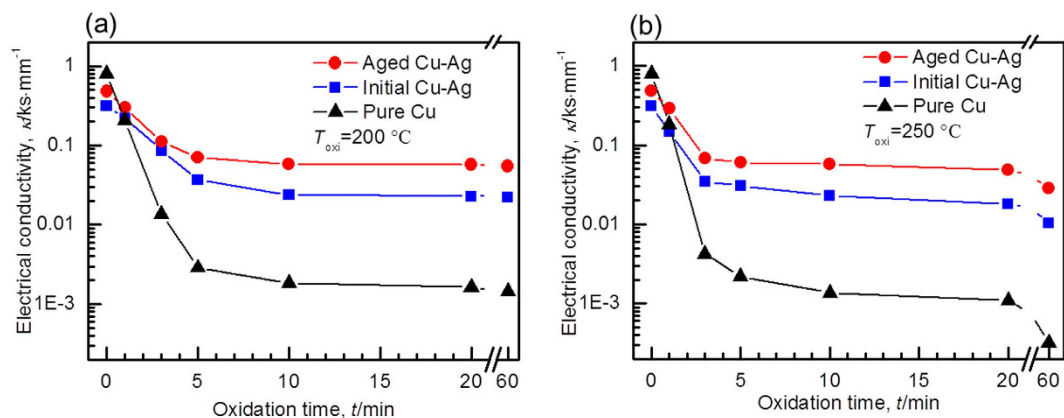 (a)
Electrical conductivity, κ/ks·mm⁻¹
1
0.1
0.01
1E-3
Aged Cu-Ag
Initial Cu-Ag
Pure Cu
Toxi=200 °C
0 5 10 15 20 60
Oxidation time, t/min
(b)
Electrical conductivity, κ/ks·mm⁻¹
1
0.1
0.01
1E-3
Aged Cu-Ag
Initial Cu-Ag
Pure Cu
Toxi=250 °C
0 5 10 15 20 60
Oxidation time, t/min